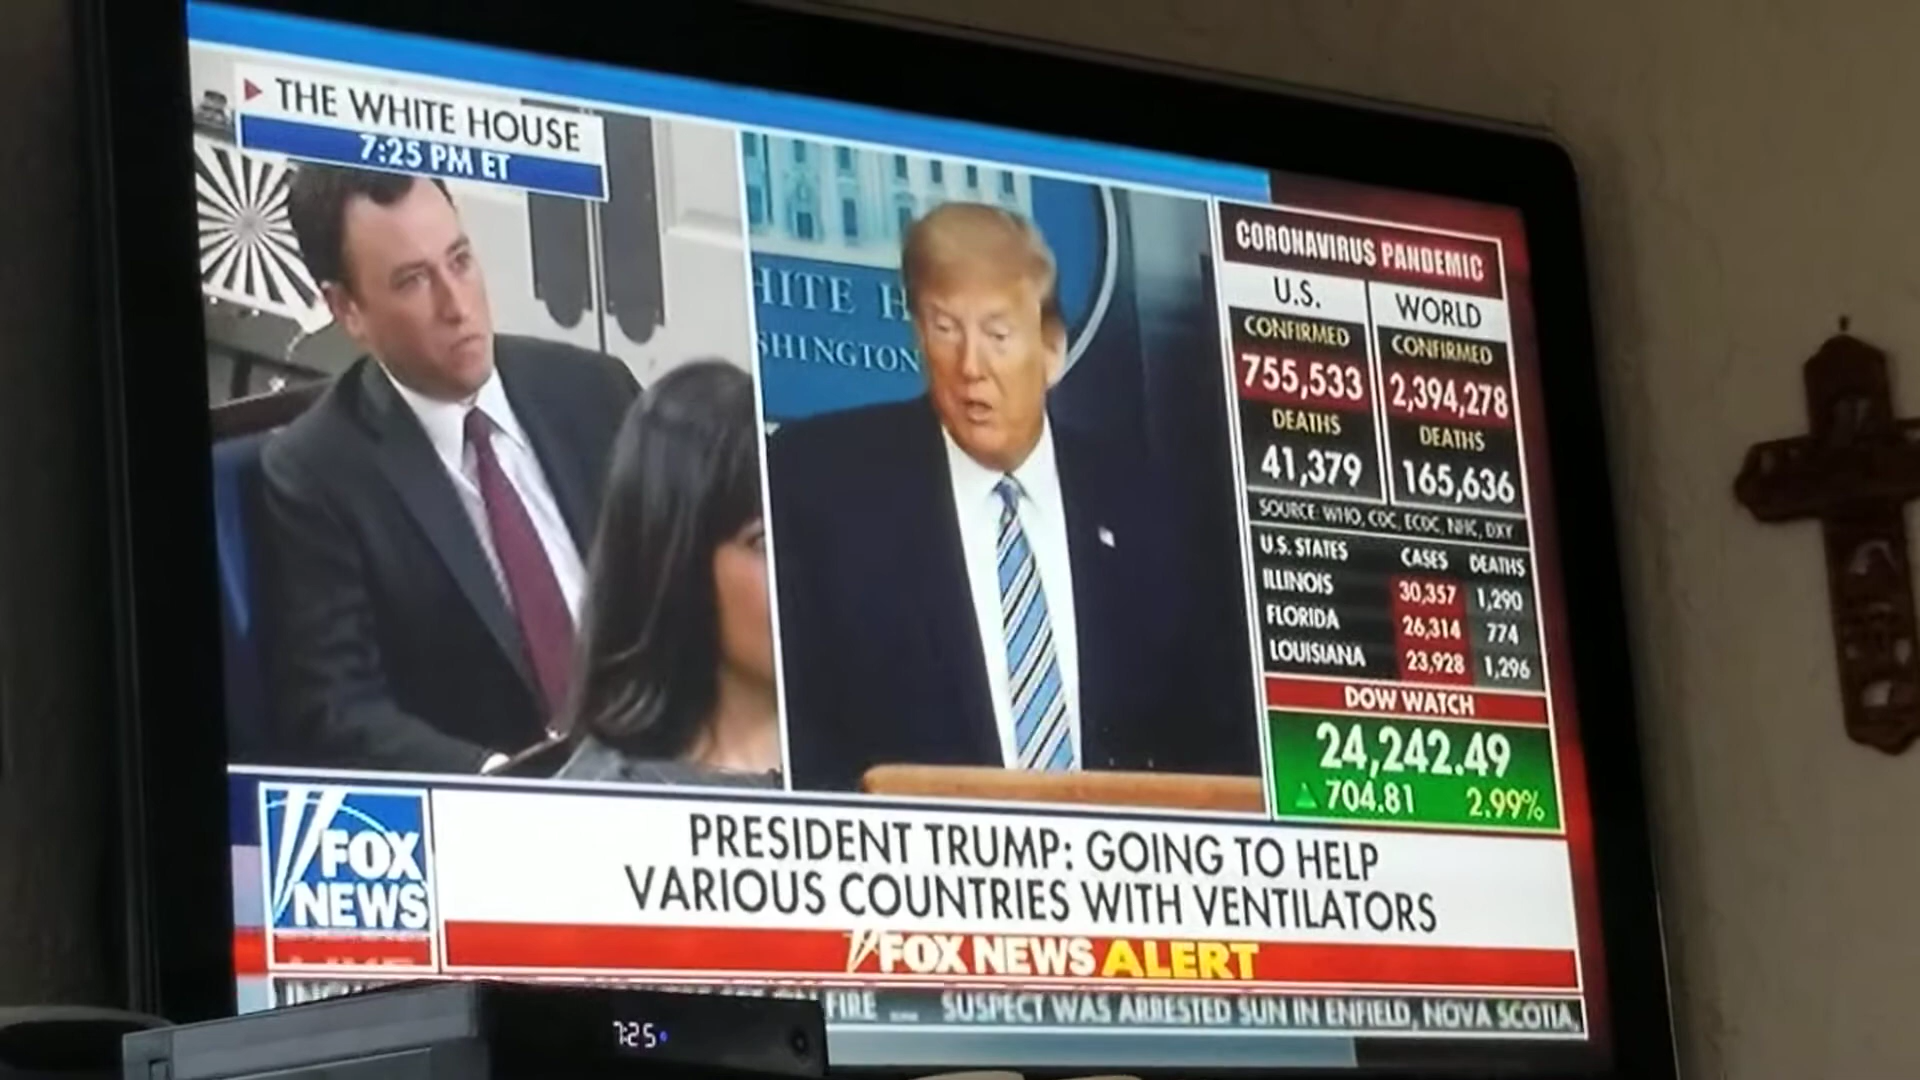 THE WHITE HOUSE
7:25 PM ET
HITE H
SHINGTON
CORONAVIRUS PANDEMIC
U.S. WORLD
CONFIRMED CONFIRMED
755,533 2,394,278
DEATHS DEATHS
41,379 165,636
SOURCE: WHO, CDC, ECDC, NHC, DXY
U.S. STATES CASES DEATHS
ILLINOIS 30,357 1,290
FLORIDA 26,314 774
LOUISIANA 23,928 1,296
DOW WATCH
24,242.49
704.81 2.99%
FOX
NEWS
PRESIDENT TRUMP: GOING TO HELP
VARIOUS COUNTRIES WITH VENTILATORS
FOX NEWS ALERT
FIRE ... SUSPECT WAS ARRESTED SUN IN ENFIELD, NOVA SCOTIA,
7:25